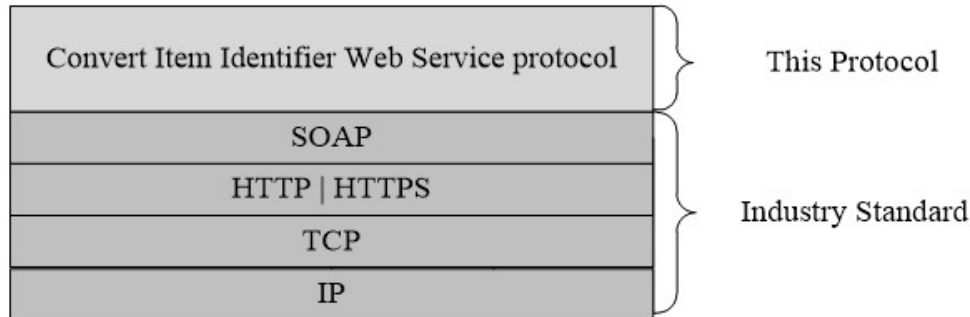 Convert Item Identifier Web Service protocol
This Protocol
SOAP
HTTP | HTTPS
TCP
IP
Industry Standard